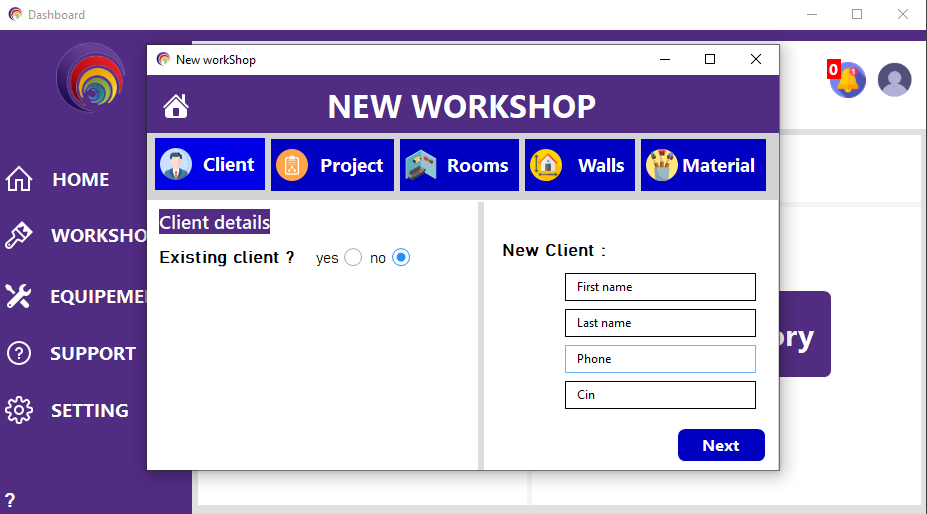 Dashboard
New workShop
NEW WORKSHOP
0
Client Project Rooms Walls Material
HOME
WORKSHO
EQUIPEME
SUPPORT
SETTING
?
Client details
Existing client ? yes no
New Client :
First name
Last name
Phone
Cin
Next
ory